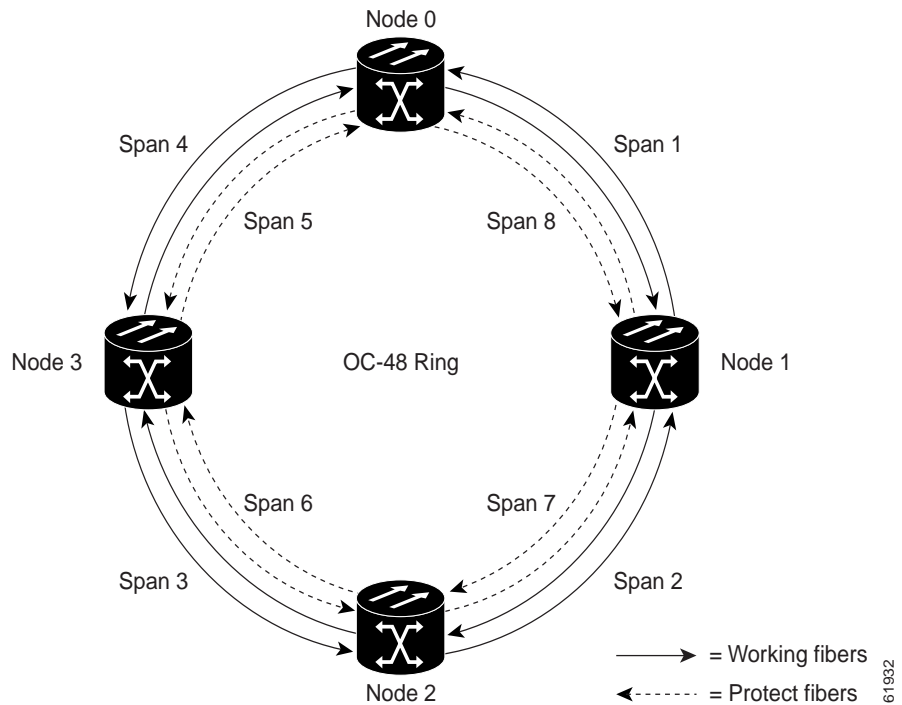 Node 0
Span 4
Span 1
Span 5
Span 8
Node 3
OC-48 Ring
Node 1
Span 6
Span 7
Span 3
Span 2
Node 2
= Working fibers
= Protect fibers
61932